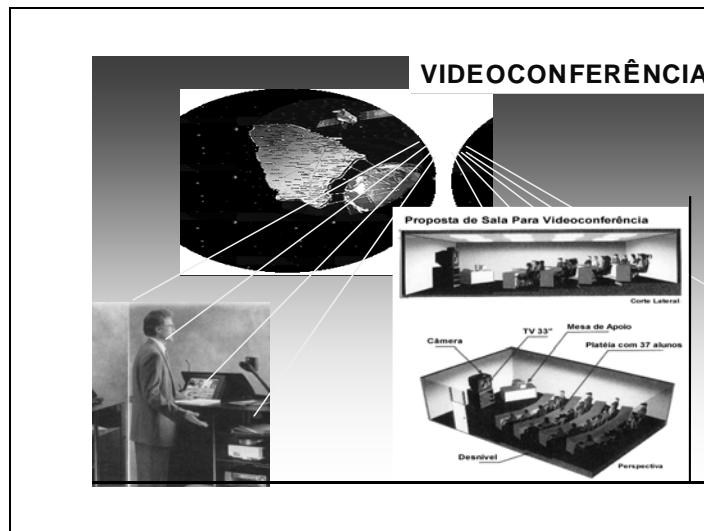 VIDEOCONFERÊNCIA
Proposta de Sala Para Videoconferência
Corte Lateral
Câmera
TV 33"
Mesa de Apoio
Platéia com 37 alunos
Desnível
Perspectiva